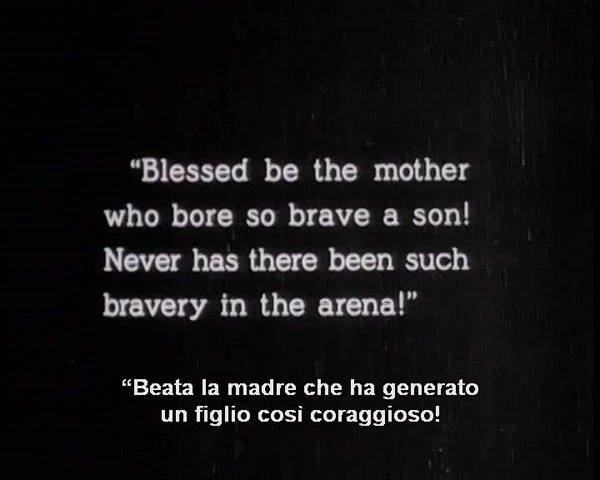 “Blessed be the mother
who bore so brave a son!
Never has there been such
bravery in the arena!”
“Beata la madre che ha generato
un figlio così coraggioso!